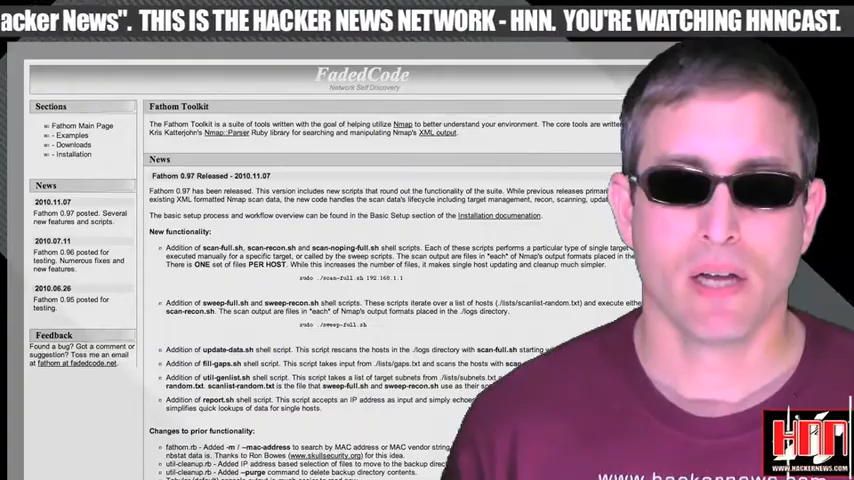 acker News". THIS IS THE HACKER NEWS NETWORK - HNN. YOU'RE WATCHING HNNCAST.
FadedCode
Network Self Discovery
Sections
Fathom Main Page
- Examples
- Downloads
- Installation
News
2010.11.07
Fathom 0.97 posted. Several
new features and scripts.
2010.07.11
Fathom 0.96 posted for
testing. Numerous fixes and
new features.
2010.06.26
Fathom 0.95 posted for
testing.
Feedback
Found a bug? Got a comment or
suggestion? Toss me an email
at fathom at fadedcode.net.
Fathom Toolkit
The Fathom Toolkit is a suite of tools written with the goal of helping utilize Nmap to better understand your environment. The core tools are written
Kris Katterjohn's Nmap::Parser Ruby library for searching and manipulating Nmap's XML output.
News
Fathom 0.97 Released - 2010.11.07
Fathom 0.97 has been released. This version includes new scripts that round out the functionality of the suite. While previous releases primar
existing XML formatted Nmap scan data, the new code handles the scan data's lifecycle including target management, recon, scanning, updat
The basic setup process and workflow overview can be found in the Basic Setup section of the installation documenation.
New functionality:
Addition of scan-full.sh, scan-recon.sh and scan-noping-full.sh shell scripts. Each of these scripts performs a particular type of single target
executed manually for a specific target, or called by the sweep scripts. The scan output are files in *each* of Nmap's output formats placed in
There is ONE set of files PER HOST. While this increases the number of files, it makes single host updating and cleanup much simpler.
sudo ./scan-full.sh 192.168.1.1
Addition of sweep-full.sh and sweep-recon.sh shell scripts. These scripts iterate over a list of hosts (./lists/scanlist-random.txt) and execute eith
scan-recon.sh. The scan output are files in *each* of Nmap's output formats placed in the ./logs directory.
sudo ./sweep-full.sh
Addition of update-data.sh shell script. This script rescans the hosts in the ./logs directory with scan-full.sh starting wi
Addition of fill-gaps.sh shell script. This script takes input from ./lists/gaps.txt and scans the hosts with scan
Addition of util-genlist.sh shell script. This script takes a list of target subnets from ./lists/subnets.tx
random.txt. scanlist-random.txt is the file that sweep-full.sh and sweep-recon.sh use as their
Addition of report.sh shell script. This script accepts an IP address as input and simply echoes
simplifies quick lookups of data for single hosts.
Changes to prior functionality:
fathom.rb - Added -m / --mac-address to search by MAC address or MAC vendor string
nbstat data is. Thanks to Ron Bowes (www.skullsecurity.org) for this idea.
util-cleanup.rb - Added IP address based selection of files to move to the backup direc
util-cleanup.rb - Added --purge command to delete backup directory contents.
www.hackernews.com
HNN
WWW.HACKERNEWS.COM